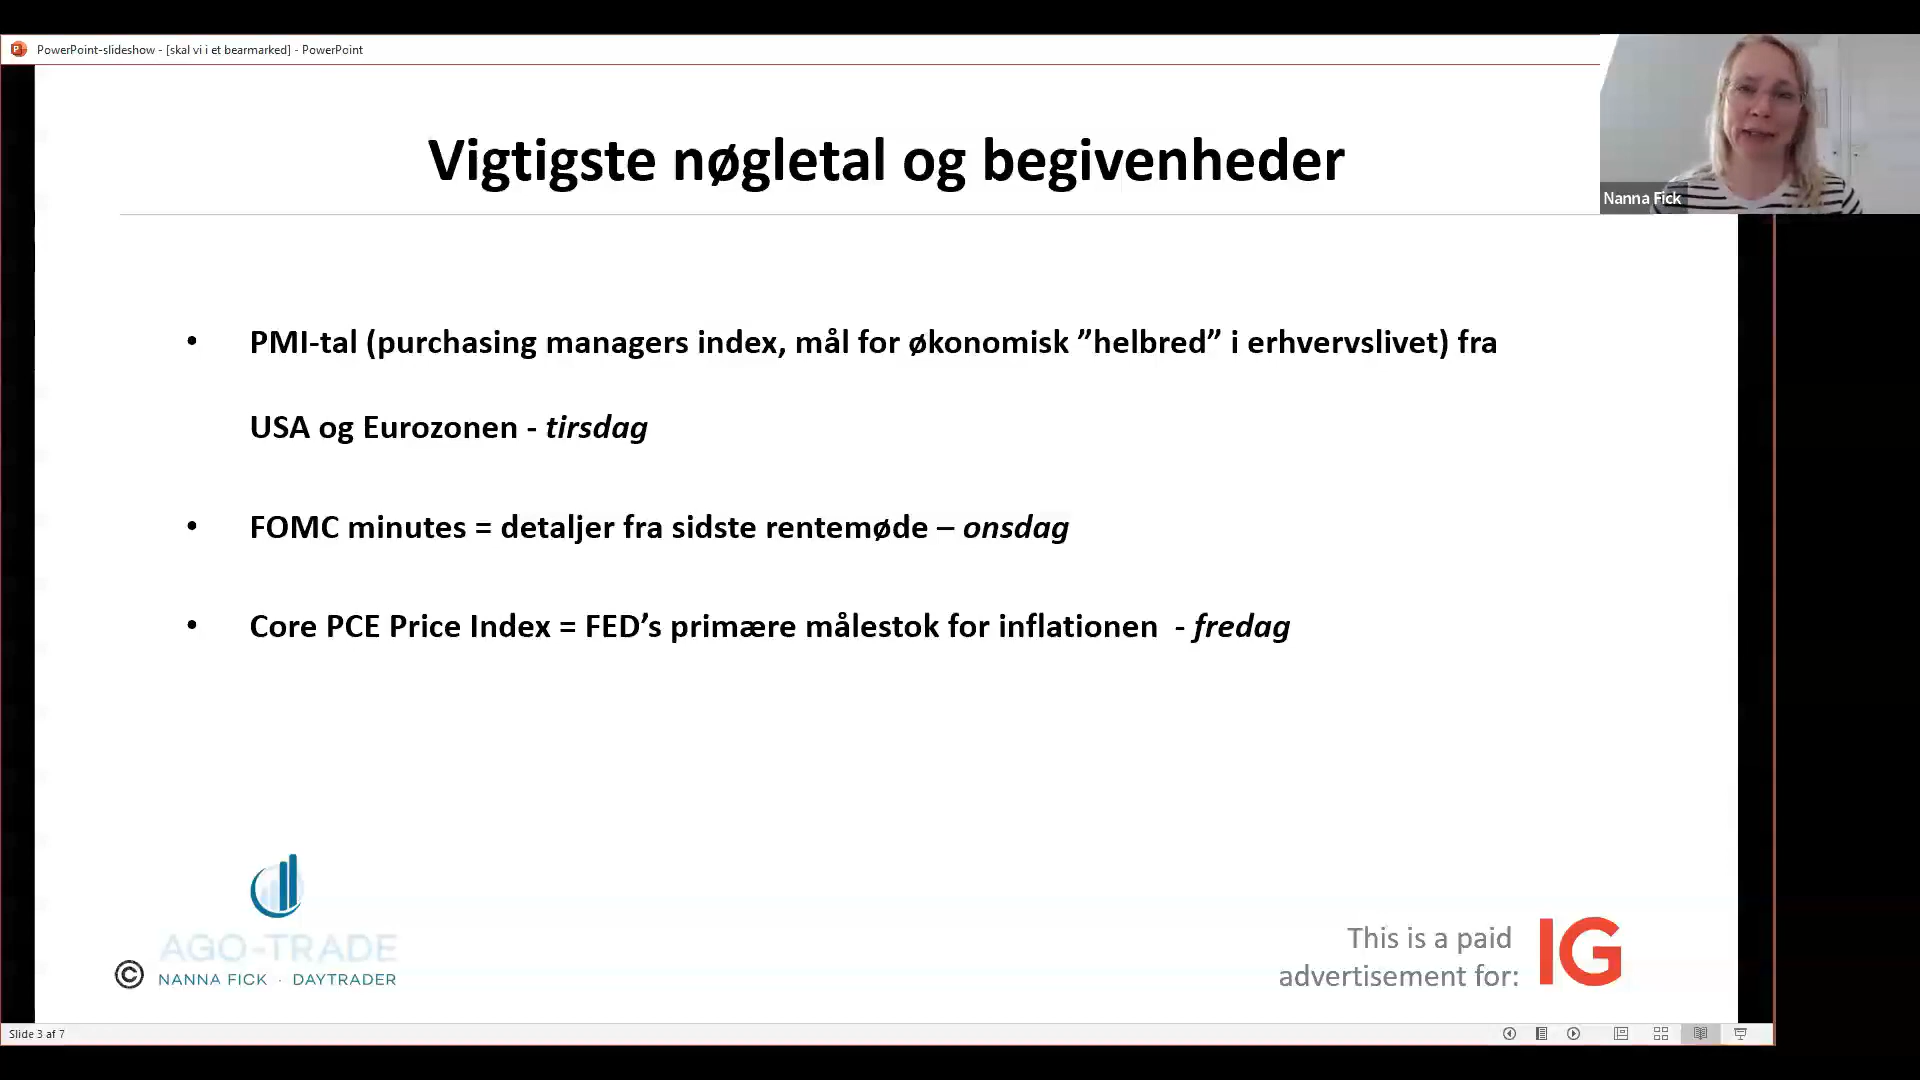 PowerPoint-slideshow - [skal vi i et bearmarked] - PowerPoint
Vigtigste nøgletal og begivenheder
Nanna Fick
• PMI-tal (purchasing managers index, mål for økonomisk ”helbred” i erhvervslivet) fra
USA og Eurozonen - tirsdag
• FOMC minutes = detaljer fra sidste rentemøde – onsdag
• Core PCE Price Index = FED’s primære målestok for inflationen - fredag
AGO-TRADE
© NANNA FICK · DAYTRADER
This is a paid
advertisement for:
IG
Slide 3 af 7